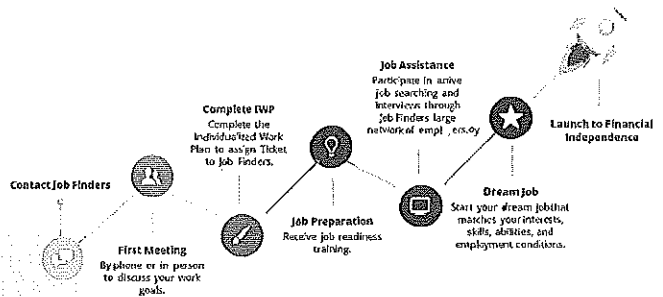 Contact Job Finders
First Meeting
By phone or in person
to discuss your work
goals.
Complete IWP
Complete the
Individualized Work
Plan to assign Ticket
to Job Finders.
Job Preparation
Receive job readiness
training.
Job Assistance
Participate in active
job searching and
interviews through
Job Finders large
network of
Dream Job
Start your dream job that
matches your interests,
skills, abilities, and
employment conditions.
Launch to Financial
Independence